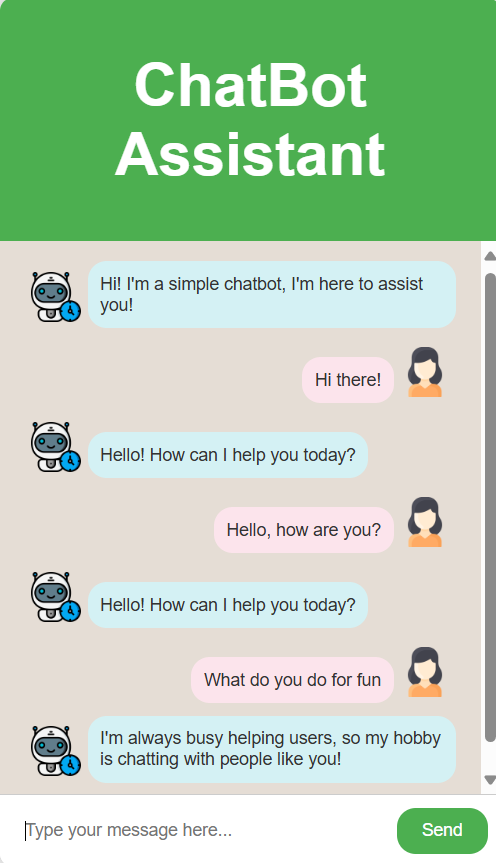 ChatBot
Assistant
Hi! I'm a simple chatbot, I'm here to assist
you!
Hi there!
Hello! How can I help you today?
Hello, how are you?
Hello! How can I help you today?
What do you do for fun
I'm always busy helping users, so my hobby
is chatting with people like you!
Type your message here...
Send